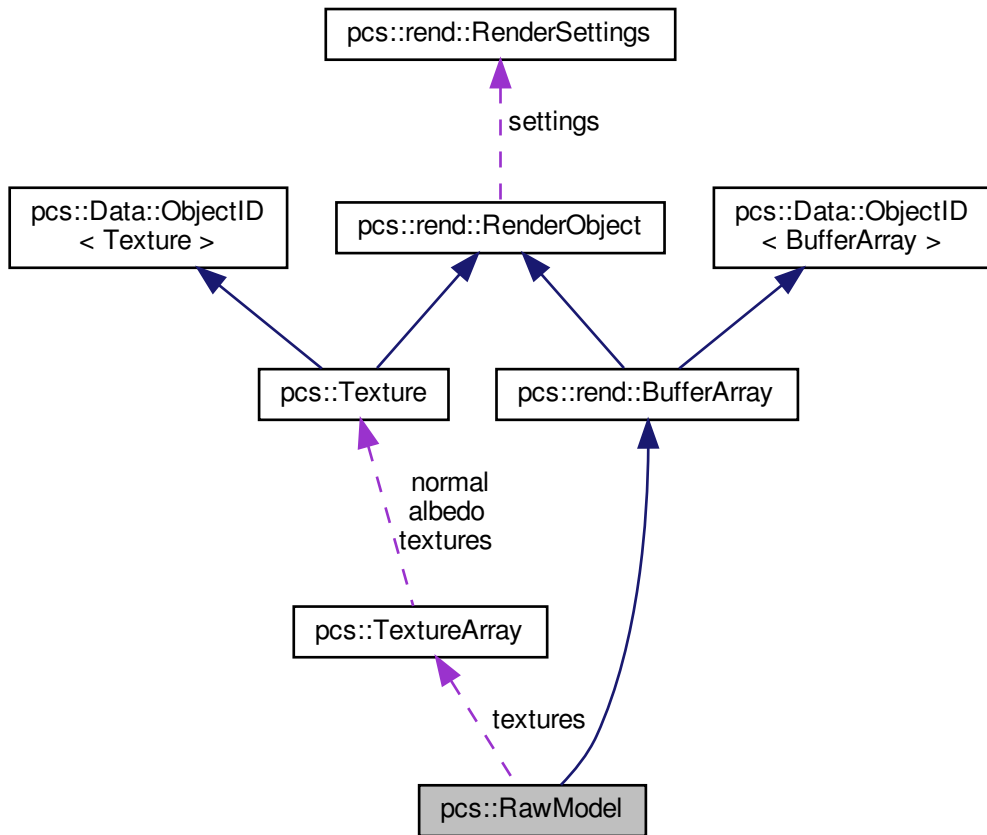 pcs::rend::RenderSettings
settings
pcs::Data::ObjectID
< Texture >
pcs::rend::RenderObject
pcs::Data::ObjectID
< BufferArray >
pcs::Texture
pcs::rend::BufferArray
normal
albedo
textures
pcs::TextureArray
textures
pcs::RawModel